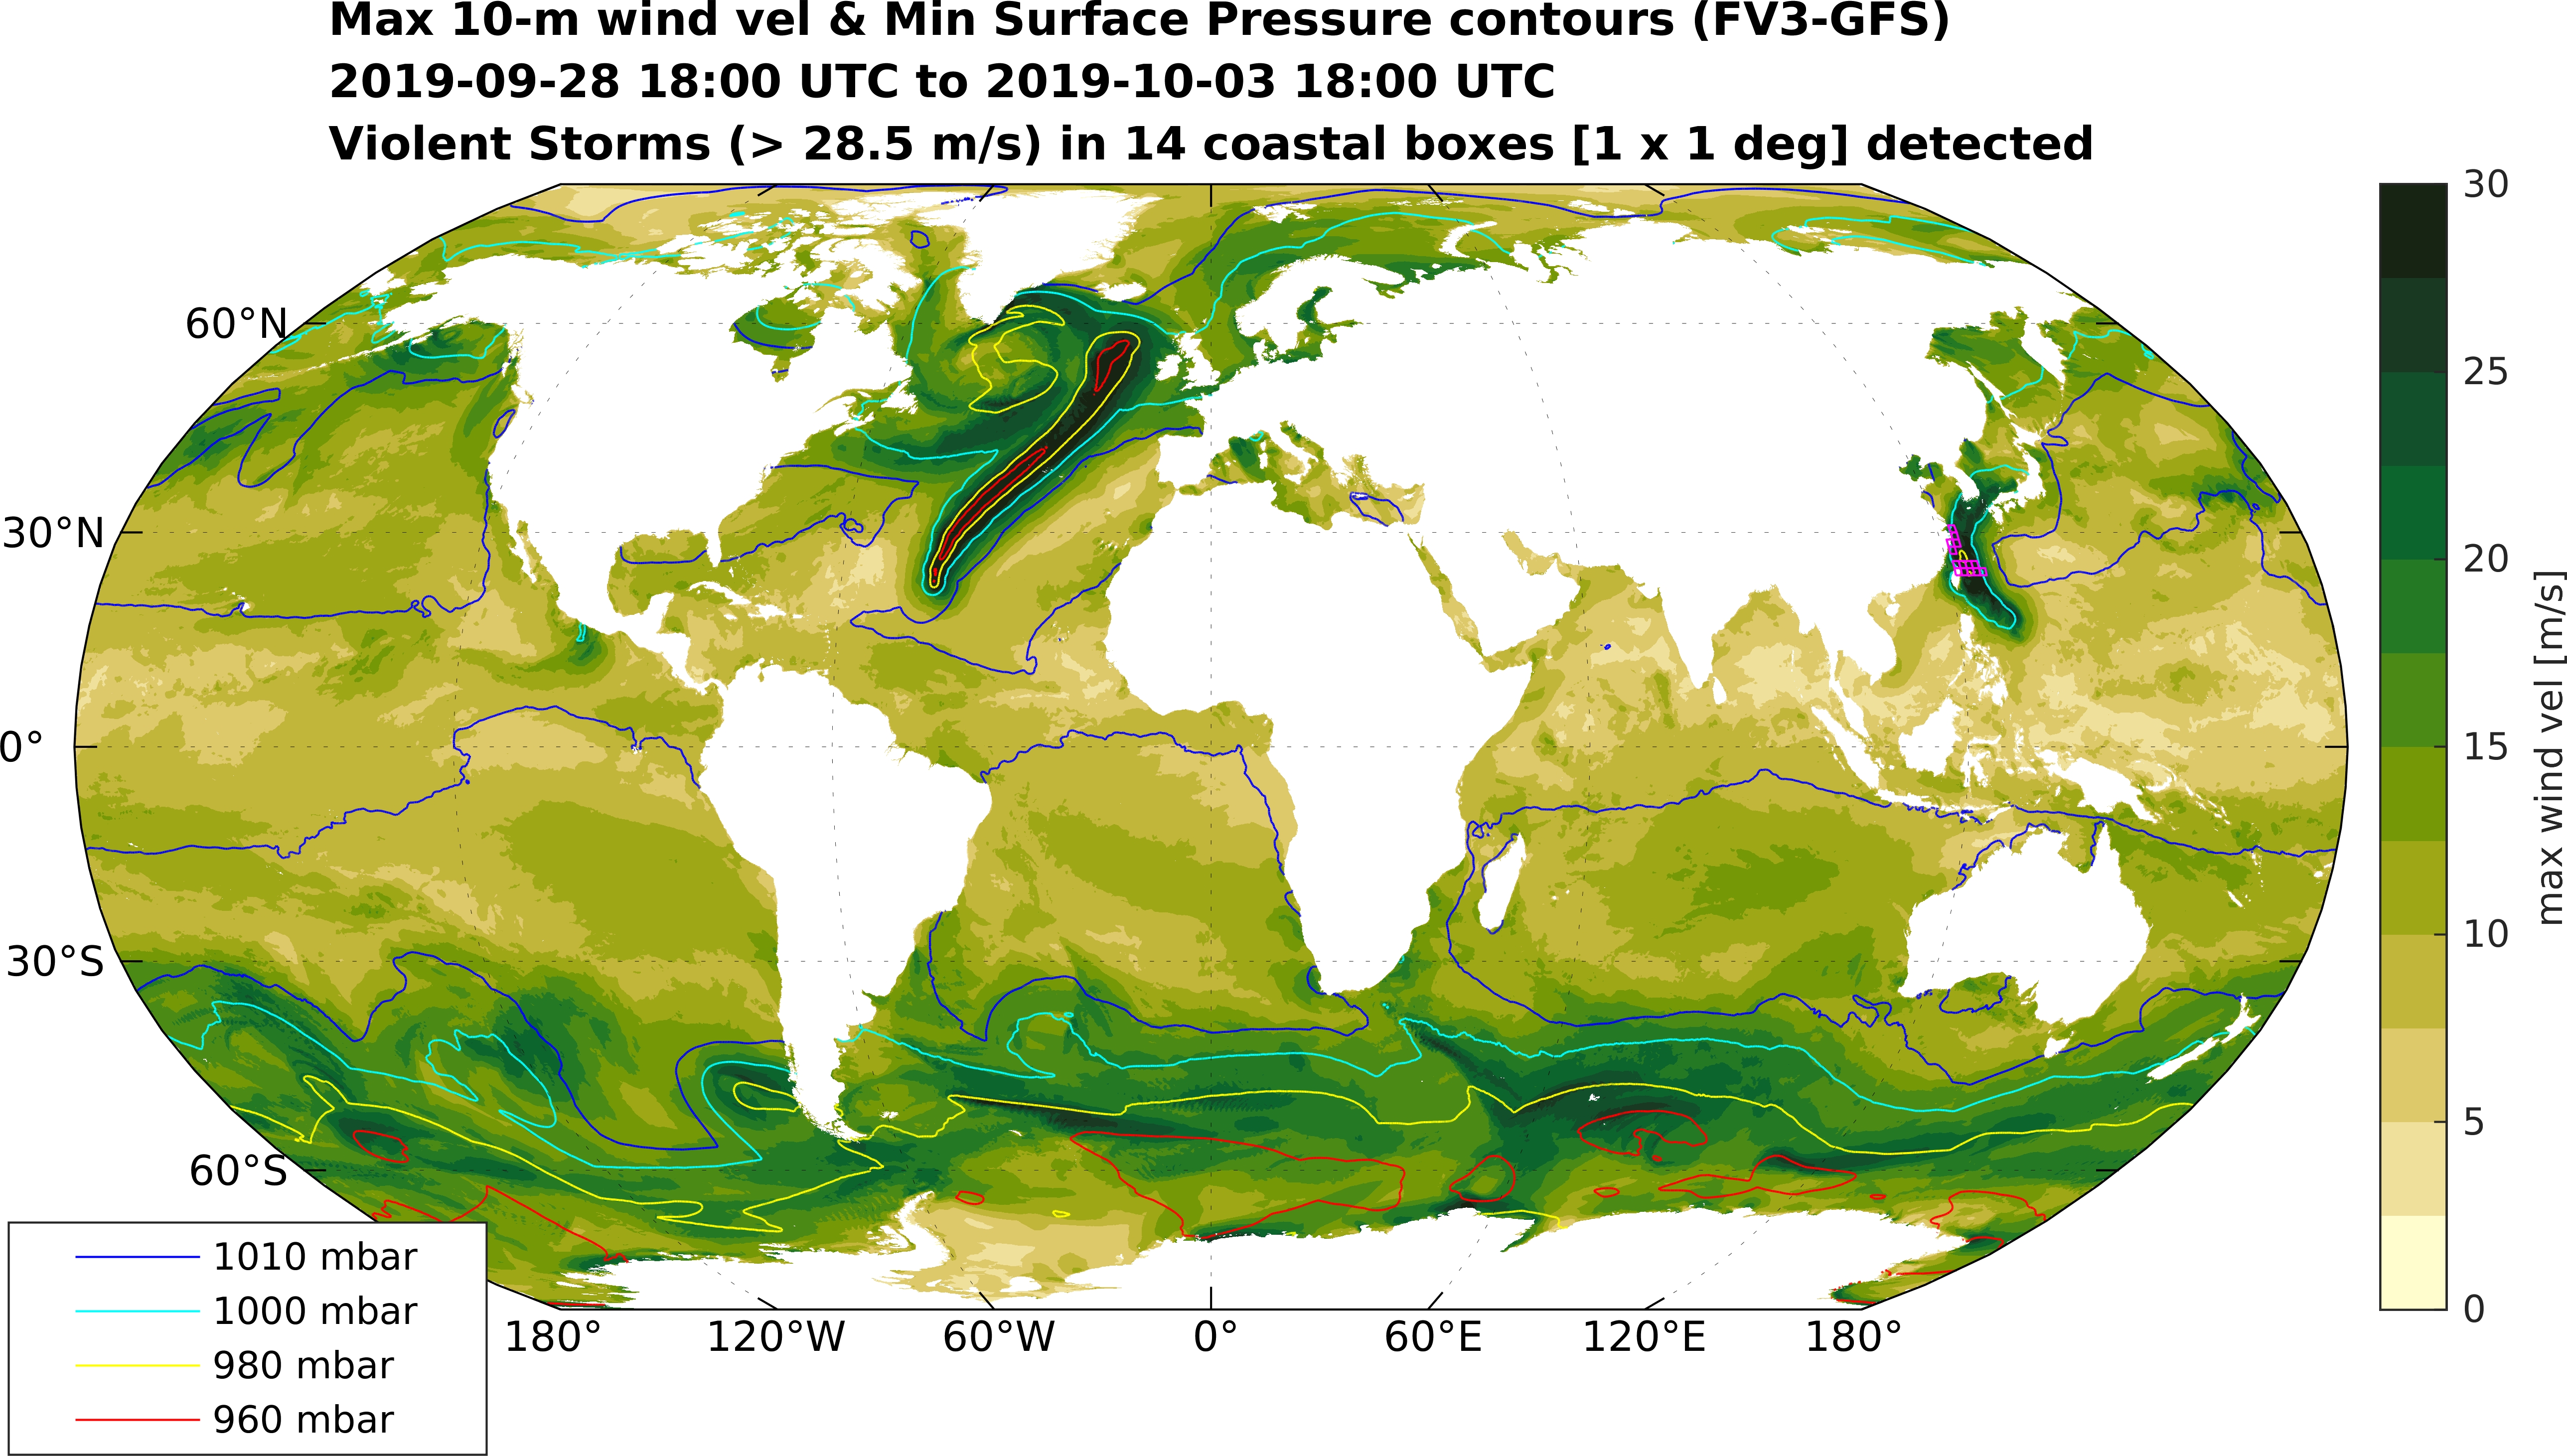 Max 10-m wind vel & Min Surface Pressure contours (FV3-GFS)
2019-09-28 18:00 UTC to 2019-10-03 18:00 UTC
Violent Storms (> 28.5 m/s) in 14 coastal boxes [1 x 1 deg] detected
60°N
30°N
0°
30°S
60°S
180°
120°W
60°W
0°
60°E
120°E
180°
1010 mbar
1000 mbar
980 mbar
960 mbar
30
25
20
15
10
5
0
max wind vel [m/s]